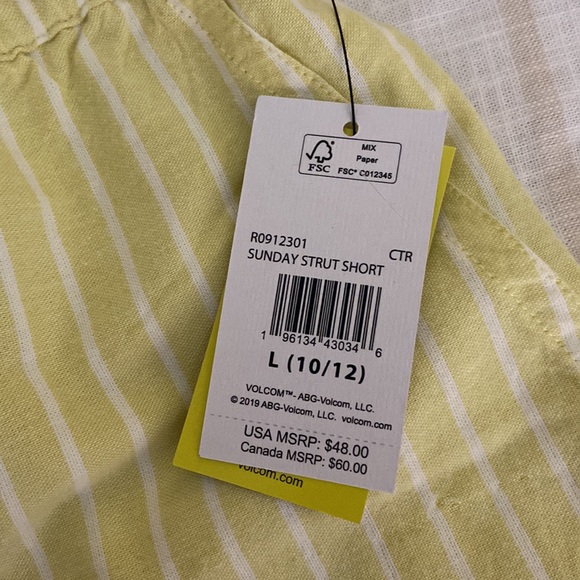 MIX
Paper
FSC® C012345
FSC
R0912301
CTR
SUNDAY STRUT SHORT
1 96134 43034 6
L (10/12)
VOLCOM™- ABG-Volcom, LLC.
© 2019 ABG-Volcom, LLC. volcom.com
USA MSRP: $48.00
Canada MSRP: $60.00
volcom.com